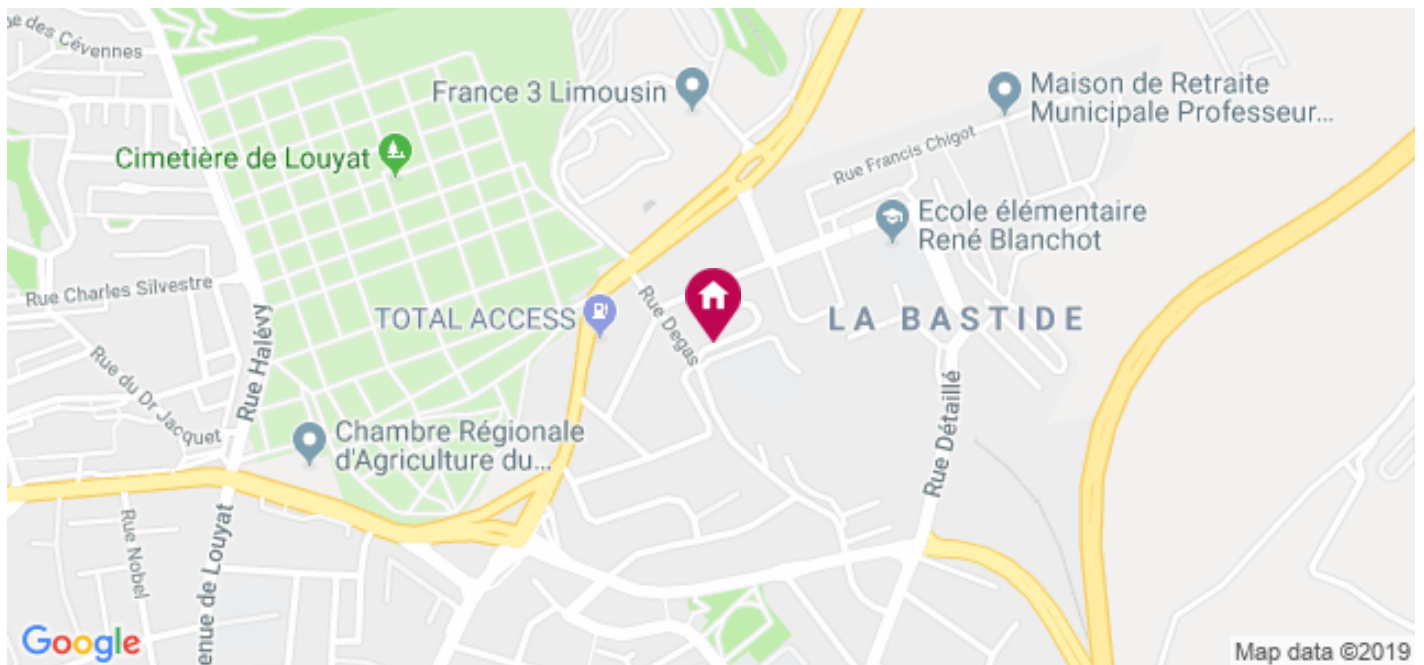 ue des Cévennes
France 3 Limousin
Maison de Retraite
Municipale Professeur...
Cimetière de Louyat
Rue Francis Chigot
Ecole élémentaire
René Blanchot
Rue Charles Silvestre
TOTAL ACCESS
Rue Degas
LA BASTIDE
Rue Halévy
Rue du Dr Jacquet
Chambre Régionale
d'Agriculture du...
Rue Détaillé
Rue Nobel
enue de Louyat
Google
Map data ©2019